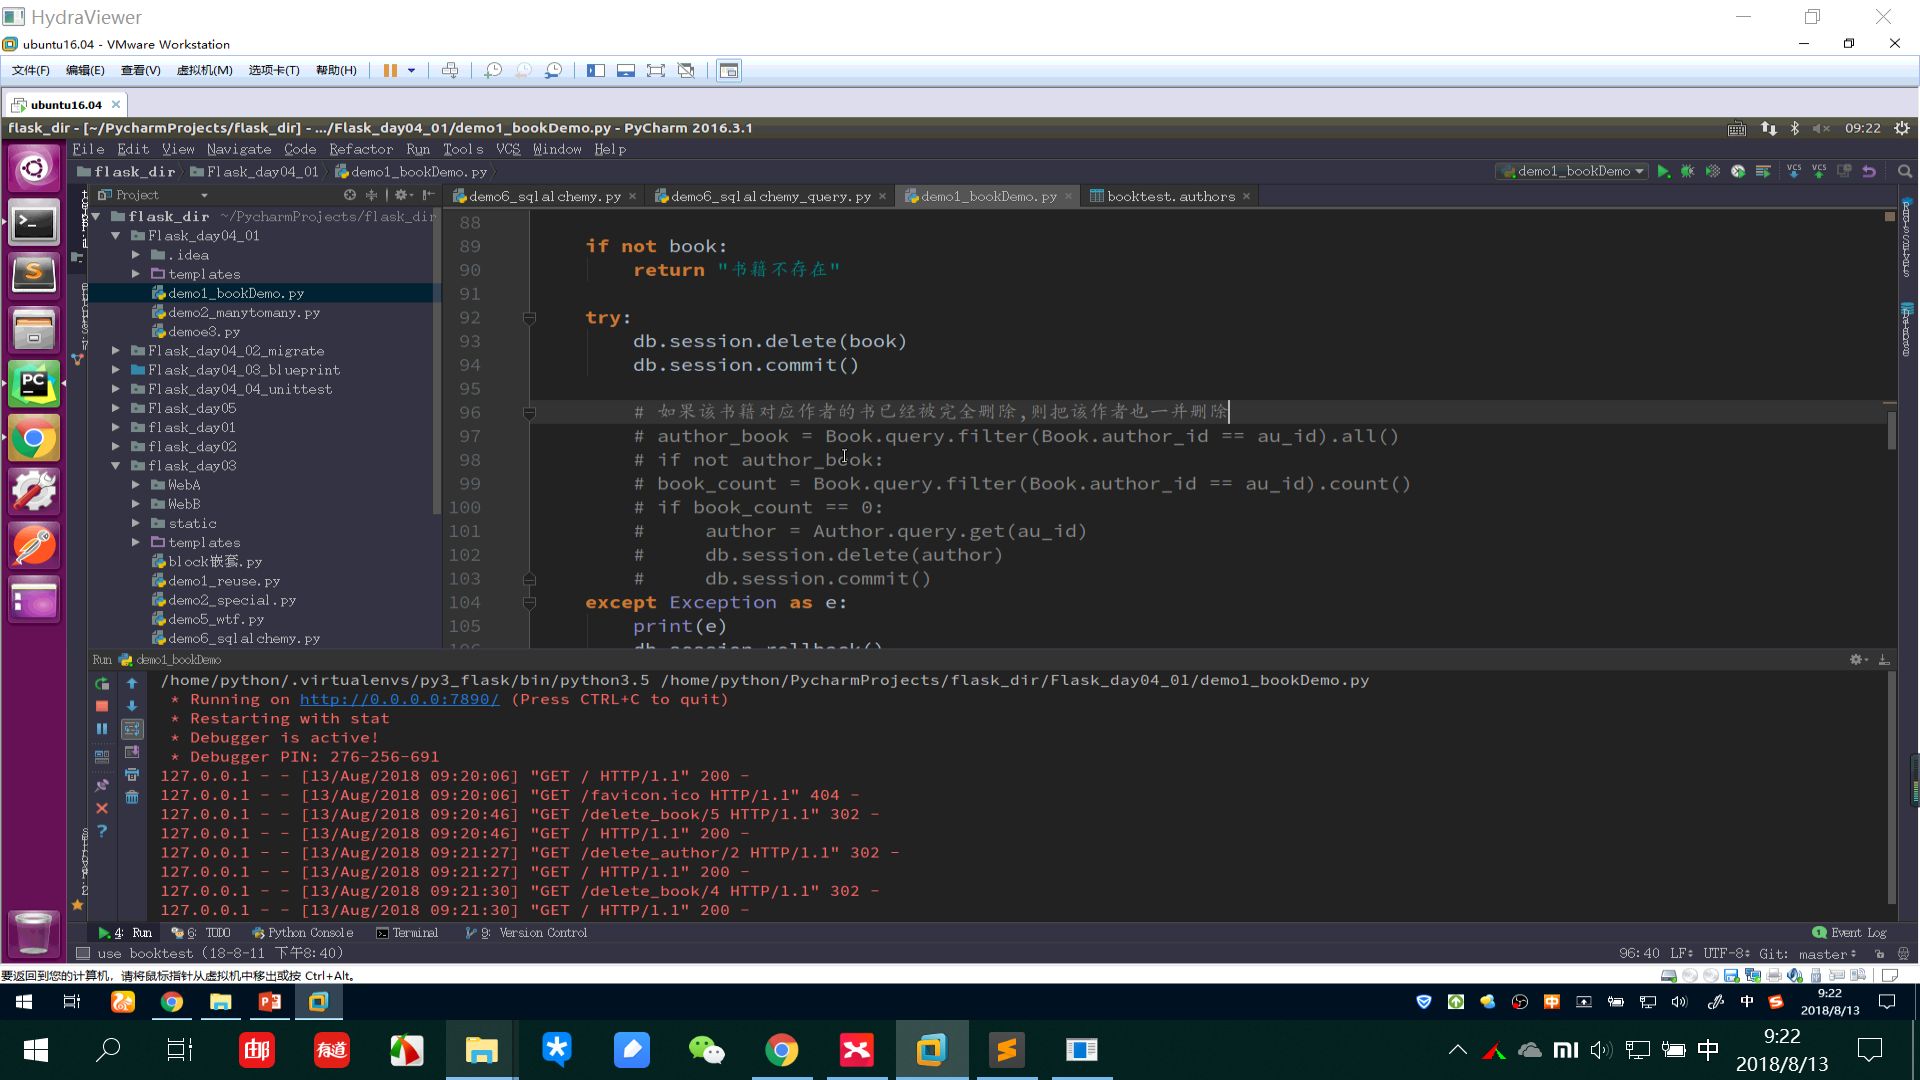 HydraViewer
ubuntu16.04 - VMware Workstation
文件(F) 编辑(E) 查看(V) 虚拟机(M) 选项卡(T) 帮助(H)
ubuntu16.04
flask_dir - [~/PycharmProjects/flask_dir] - .../Flask_day04_01/demo1_bookDemo.py - PyCharm 2016.3.1
09:22
File Edit View Navigate Code Refactor Run Tools VCS Window Help
flask_dir Flask_day04_01 demo1_bookDemo.py
demo1_bookDemo
Project
demo6_sqlalchemy.py demo6_sqlalchemy_query.py demo1_bookDemo.py booktest.authors
flask_dir ~/PycharmProjects/flask_dir
Flask_day04_01
.idea
templates
demo1_bookDemo.py
demo2_manytomany.py
demoe3.py
Flask_day04_02_migrate
Flask_day04_03_blueprint
Flask_day04_04_unittest
Flask_day05
flask_day01
flask_day02
flask_day03
WebA
WebB
static
templates
block嵌套.py
demo1_reuse.py
demo2_special.py
demo5_wtf.py
demo6_sqlalchemy.py
88
89 if not book:
90 return "书籍不存在"
91
92 try:
93 db.session.delete(book)
94 db.session.commit()
95
96 # 如果该书籍对应作者的书已经被完全删除,则把该作者也一并删除
97 # author_book = Book.query.filter(Book.author_id == au_id).all()
98 # if not author_book:
99 # book_count = Book.query.filter(Book.author_id == au_id).count()
100 # if book_count == 0:
101 # author = Author.query.get(au_id)
102 # db.session.delete(author)
103 # db.session.commit()
104 except Exception as e:
105 print(e)
106 db.session.rollback()
Run demo1_bookDemo
/home/python/.virtualenvs/py3_flask/bin/python3.5 /home/python/PycharmProjects/flask_dir/Flask_day04_01/demo1_bookDemo.py
* Running on http://0.0.0.0:7890/ (Press CTRL+C to quit)
* Restarting with stat
* Debugger is active!
* Debugger PIN: 276-256-691
127.0.0.1 - - [13/Aug/2018 09:20:06] "GET / HTTP/1.1" 200 -
127.0.0.1 - - [13/Aug/2018 09:20:06] "GET /favicon.ico HTTP/1.1" 404 -
127.0.0.1 - - [13/Aug/2018 09:20:46] "GET /delete_book/5 HTTP/1.1" 302 -
127.0.0.1 - - [13/Aug/2018 09:20:46] "GET / HTTP/1.1" 200 -
127.0.0.1 - - [13/Aug/2018 09:21:27] "GET /delete_author/2 HTTP/1.1" 302 -
127.0.0.1 - - [13/Aug/2018 09:21:27] "GET / HTTP/1.1" 200 -
127.0.0.1 - - [13/Aug/2018 09:21:30] "GET /delete_book/4 HTTP/1.1" 302 -
127.0.0.1 - - [13/Aug/2018 09:21:30] "GET / HTTP/1.1" 200 -
4: Run 6: TODO Python Console Terminal 9: Version Control 1 Event Log
use booktest (18-8-11 下午8:40)
96:40 LF÷ UTF-8÷ Git: master÷
要返回到您的计算机，请将鼠标指针从虚拟机中移出或按 Ctrl+Alt。
中
9:22
2018/8/13
邮 有道
中
9:22
2018/8/13